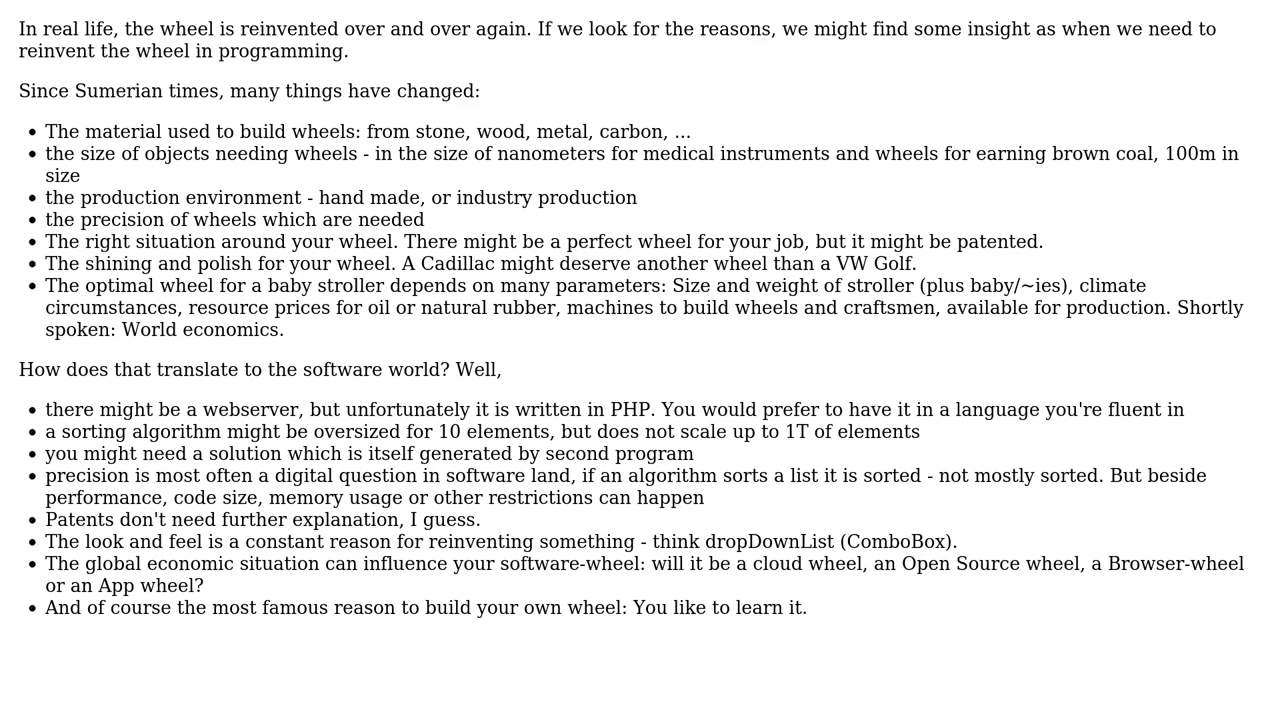 In real life, the wheel is reinvented over and over again. If we look for the reasons, we might find some insight as when we need to
reinvent the wheel in programming.
Since Sumerian times, many things have changed:
• The material used to build wheels: from stone, wood, metal, carbon, ...
• the size of objects needing wheels - in the size of nanometers for medical instruments and wheels for earning brown coal, 100m in
size
• the production environment - hand made, or industry production
• the precision of wheels which are needed
• The right situation around your wheel. There might be a perfect wheel for your job, but it might be patented.
• The shining and polish for your wheel. A Cadillac might deserve another wheel than a VW Golf.
• The optimal wheel for a baby stroller depends on many parameters: Size and weight of stroller (plus baby/~ies), climate
circumstances, resource prices for oil or natural rubber, machines to build wheels and craftsmen, available for production. Shortly
spoken: World economics.
How does that translate to the software world? Well,
• there might be a webserver, but unfortunately it is written in PHP. You would prefer to have it in a language you're fluent in
• a sorting algorithm might be oversized for 10 elements, but does not scale up to 1T of elements
• you might need a solution which is itself generated by second program
• precision is most often a digital question in software land, if an algorithm sorts a list it is sorted - not mostly sorted. But beside
performance, code size, memory usage or other restrictions can happen
• Patents don't need further explanation, I guess.
• The look and feel is a constant reason for reinventing something - think dropDownList (ComboBox).
• The global economic situation can influence your software-wheel: will it be a cloud wheel, an Open Source wheel, a Browser-wheel
or an App wheel?
• And of course the most famous reason to build your own wheel: You like to learn it.